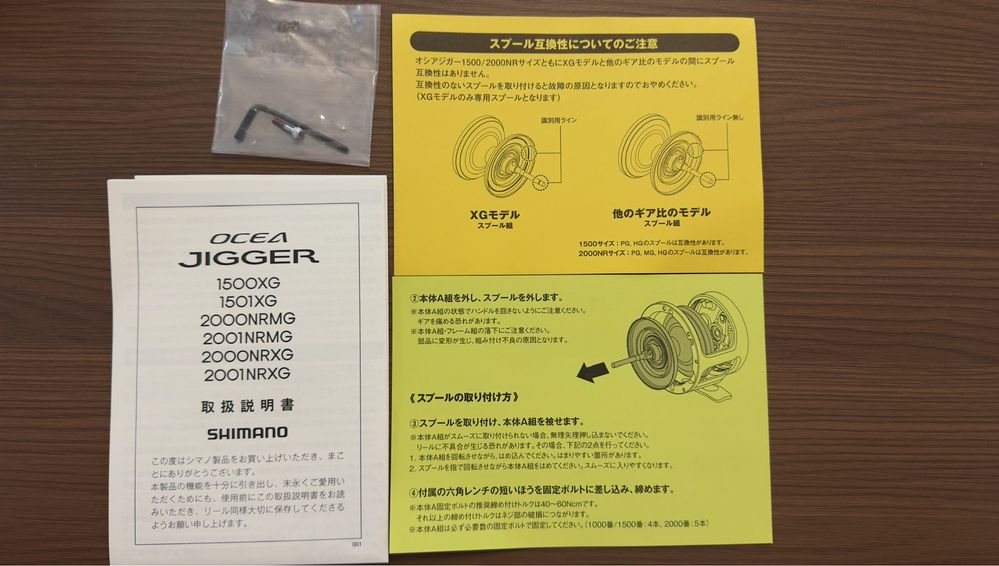 スプール互換性についてのご注意
オシアジガー1500/2000NRサイズともにXGモデルと他のギア比のモデルの間にスプール
互換性はありません。
互換性のないスプールを取り付けると故障の原因となりますのでおやめください。
(XGモデルのみ専用スプールとなります)
識別用ライン
識別用ライン無し
XGモデル
スプール組
他のギア比のモデル
スプール組
1500サイズ：PG, HGのスプールは互換性があります。
2000NRサイズ：PG, MG, HGのスプールは互換性があります。
OCEA
JIGGER
1500XG
1501XG
2000NRMG
2001NRMG
2000NRXG
2001NRXG
取扱説明書
SHIMANO
この度はシマノ製品をお買い上げいただき、まこ
とにありがとうございます。
本製品の機能を十分に引き出し、末永くご愛用い
ただくためにも、使用前にこの取扱説明書をお読
みいただき、リール同様大切に保存してくださる
ようお願い申し上げます。
001
②本体A組を外し、スプールを外します。
※本体A組の状態でハンドルを回さないようにご注意ください。
ギアを痛める恐れがあります。
※本体A組・フレーム組の落下にご注意ください。
部品に変形が生じ、組み付け不良の原因となります。
《スプールの取り付け方》
③スプールを取り付け、本体A組を被せます。
※本体A組がスムーズに取り付けられない場合、無理矢理押し込まないでください。
リールに不具合が生じる恐れがあります。その場合、下記の2点を行ってください。
1. 本体A組を回転させながら、はめ込んでください。はまりやすい箇所があります。
2. スプールを指で回転させながら本体A組をはめてください。スムーズに入りやすくなります。
④付属の六角レンチの短いほうを固定ボルトに差し込み、締めます。
※本体A固定ボルトの推奨締め付けトルクは40〜60Ncmです。
それ以上の締め付けトルクはネジ部の破損につながります。
※本体A組は必ず必要数の固定ボルトで固定してください。(1000番/1500番：4本、2000番：5本)